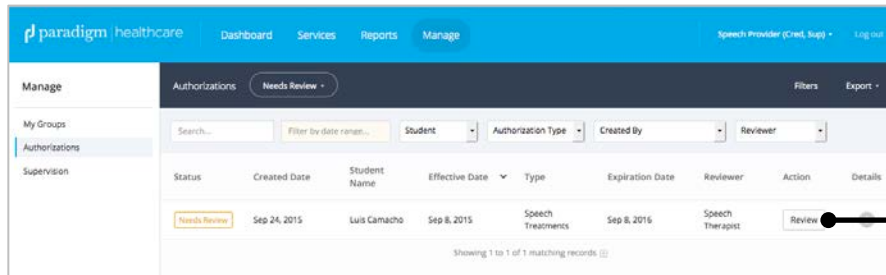 paradigm healthcare Dashboard Services Reports Manage Speech Provider (Cred, Sup) Log out
Manage Authorizations Needs Review Filters Export
My Groups
Authorizations
Supervision
Search... Filter by date range... Student Authorization Type Created By Reviewer
Status Created Date Student Name Effective Date Type Expiration Date Reviewer Action Details
Needs Review Sep 24, 2015 Luis Camacho Sep 8, 2015 Speech Treatments Sep 8, 2016 Speech Therapist Review
Showing 1 to 1 of 1 matching records